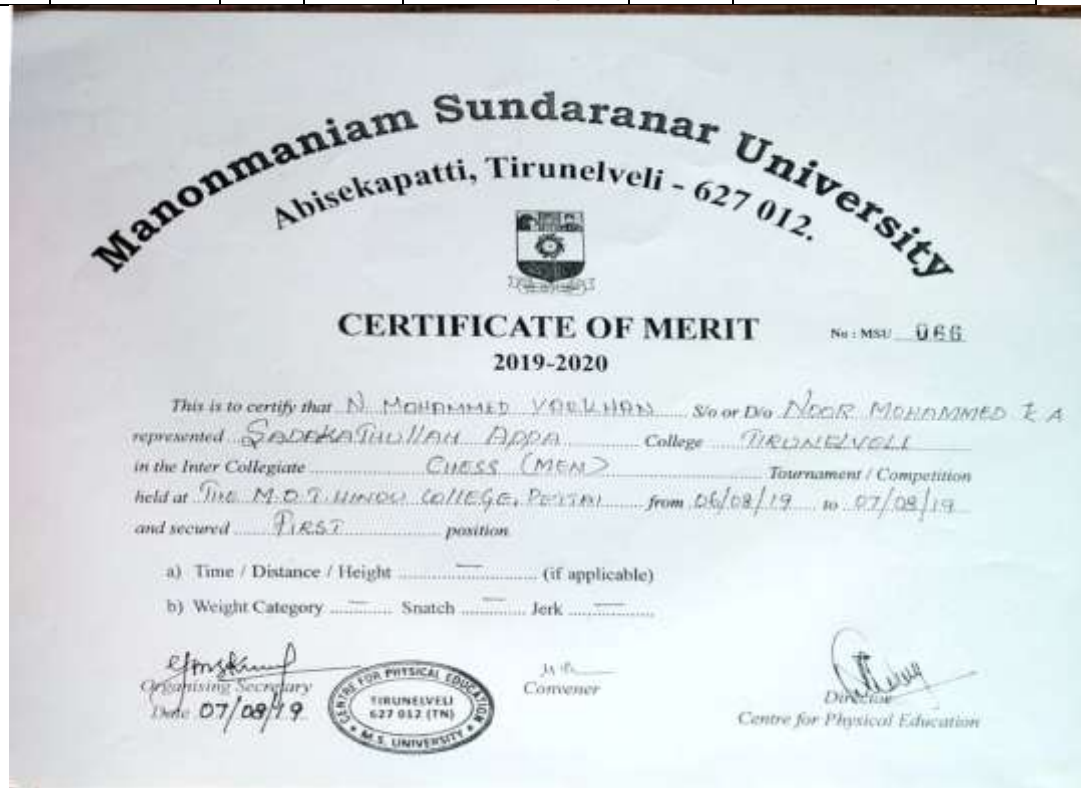 Manonmaniam Sundaranar University
Abisekapatti, Tirunelveli - 627 012.
CERTIFICATE OF MERIT
No : MSU 066
2019-2020
This is to certify that N. MOHAMMED YARKHAN S/o or D/o NOOR MOHAMMED K A
represented SADAKATHULLAH APPA College TIRUNELVELI
in the Inter Collegiate CHESS (MEN) Tournament / Competition
held at THE M.D.T. HINDU COLLEGE, PETTAI from 06/08/19 to 07/08/19
and secured FIRST position
a) Time / Distance / Height — (if applicable)
b) Weight Category — Snatch — Jerk —
Organising Secretary
Date 07/08/19
CENTRE FOR PHYSICAL EDUCATION
TIRUNELVELI
627 012 (TN)
M.S. UNIVERSITY
Convener
Director
Centre for Physical Education